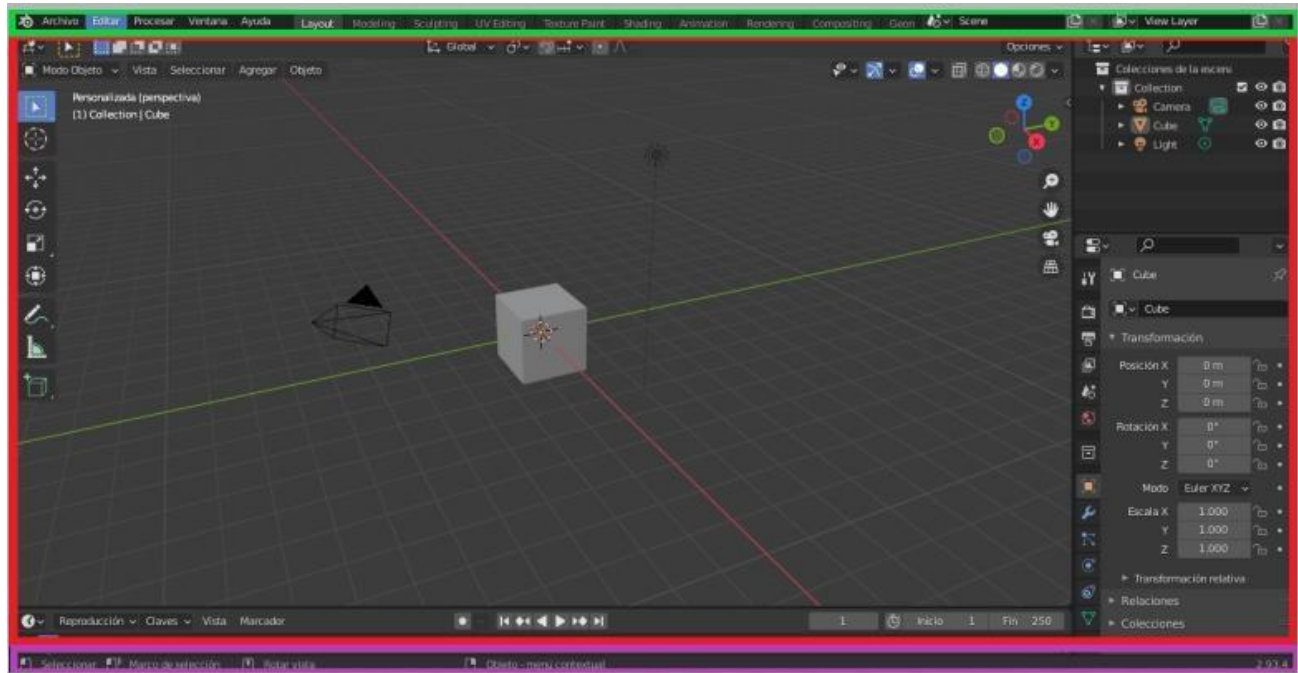 Archivo Editar Procesar Ventana Ayuda Layout Modeling Sculpting UV Editing Texture Paint Shading Animation Rendering Compositing Geon Scene View Layer
Global Opciones
Modo Objeto Vista Seleccionar Agregar Objeto
Personalizada (perspectiva)
(1) Collection | Cube
Z
Y
X
Colecciones de la escena
Collection
Camera
Cube
Light
Cube
Cube
Transformación
Posición X 0 m
Y 0 m
Z 0 m
Rotación X 0°
Y 0°
Z 0°
Modo Euler XYZ
Escala X 1.000
Y 1.000
Z 1.000
Transformación relativa
Relaciones
Colecciones
Reproducción Claves Vista Marcador 1 Inicio 1 Fin 250
Seleccionar Marco de selección Rotar vista Objeto - menú contextual 2.93.4